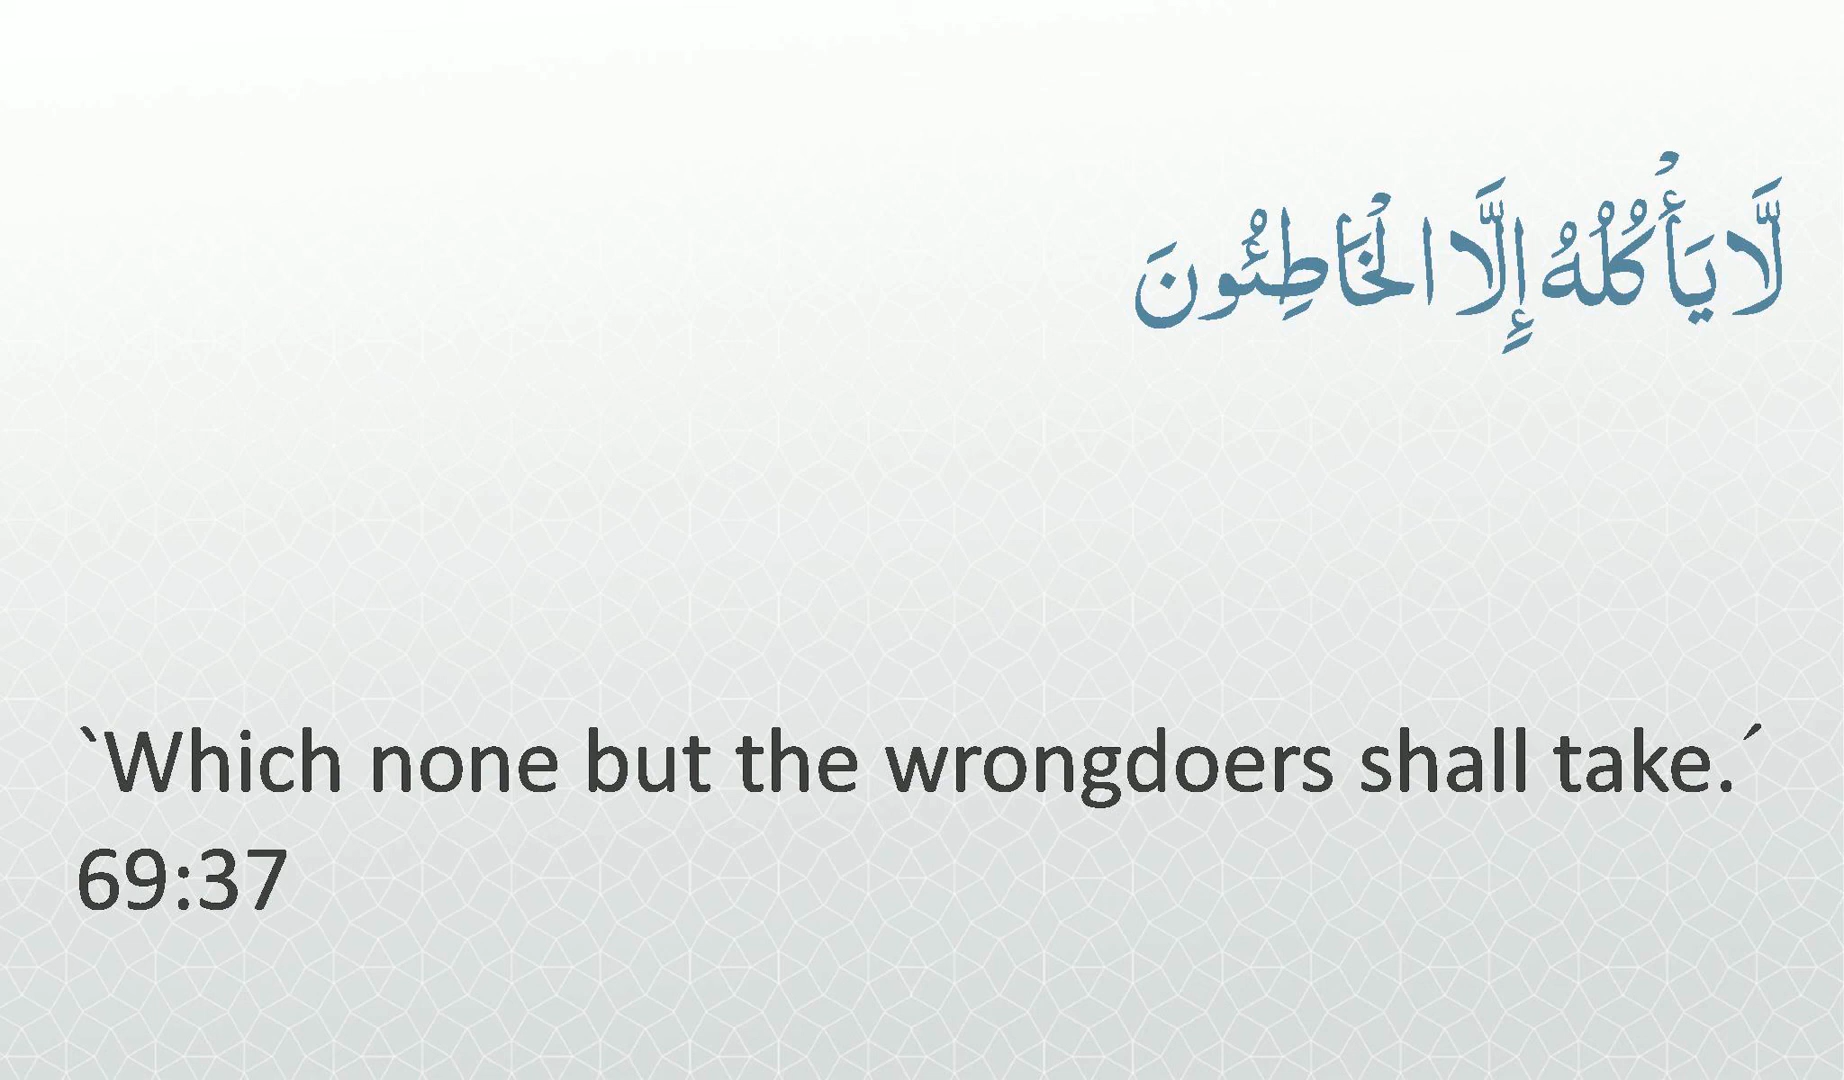 لَّا يَأْكُلُهُ إِلَّا الْخَاطِئُونَ
`Which none but the wrongdoers shall take.´
69:37